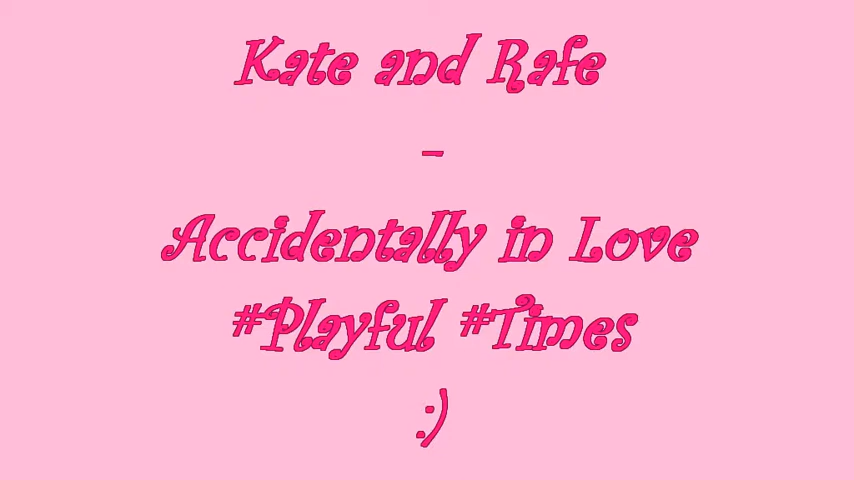 Kate and Rafe
-
Accidentally in Love
#Playful #Times
:)